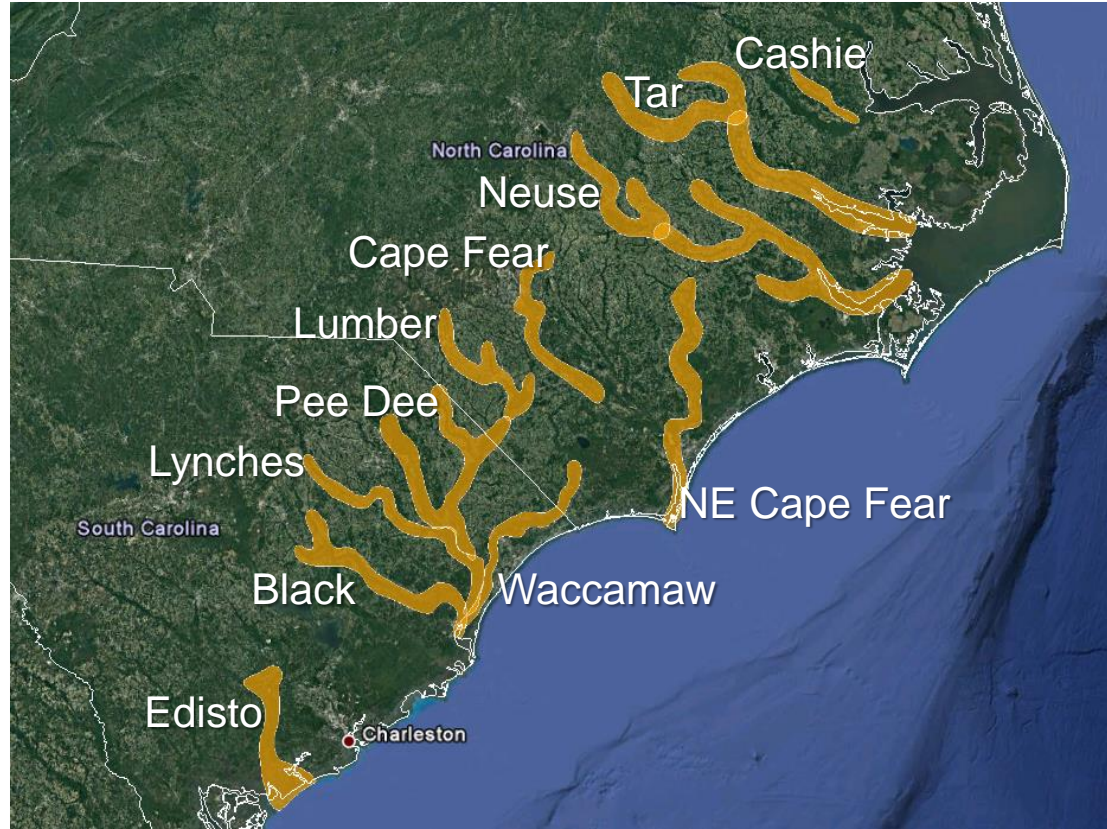 Cashie
Tar
North Carolina
Neuse
Cape Fear
Lumber
Pee Dee
Lynches
NE Cape Fear
South Carolina
Black
Waccamaw
Edisto
Charleston